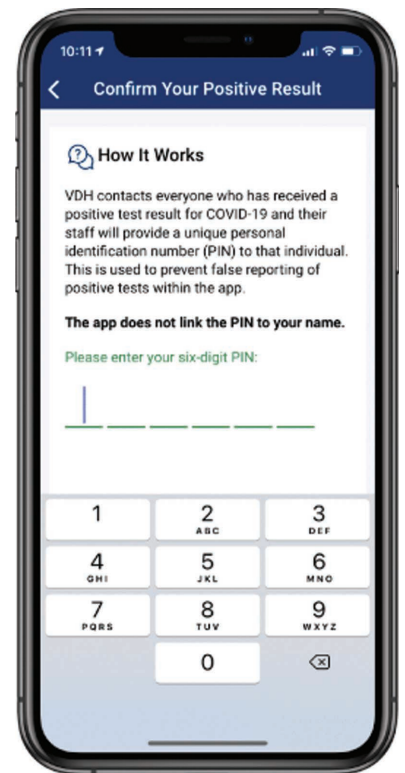 10:11
Confirm Your Positive Result
How It Works
VDH contacts everyone who has received a
positive test result for COVID-19 and their
staff will provide a unique personal
identification number (PIN) to that individual.
This is used to prevent false reporting of
positive tests within the app.
The app does not link the PIN to your name.
Please enter your six-digit PIN:
1 2 3
ABC DEF
4 5 6
GHI JKL MNO
7 8 9
PQRS TUV WXYZ
0